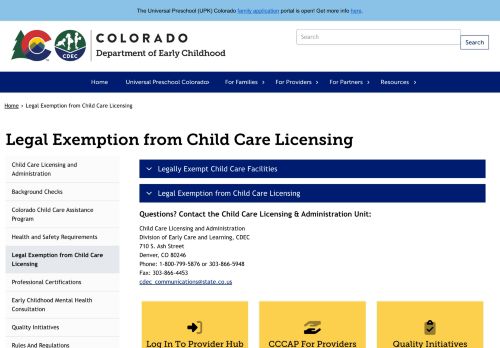 The Universal Preschool (UPK) Colorado family application portal is open! Get more info here.
COLORADO
Department of Early Childhood
CDEC
Search
Search
Home
Universal Preschool Colorado
For Families
For Providers
For Partners
Resources
Home › Legal Exemption from Child Care Licensing
Legal Exemption from Child Care Licensing
Child Care Licensing and
Administration
Background Checks
Colorado Child Care Assistance
Program
Health and Safety Requirements
Legal Exemption from Child Care
Licensing
Professional Certifications
Early Childhood Mental Health
Consultation
Quality Initiatives
Rules and Regulations
Legally Exempt Child Care Facilities
Legal Exemption from Child Care Licensing
Questions? Contact the Child Care Licensing & Administration Unit:
Child Care Licensing and Administration
Division of Early Care and Learning, CDEC
710 S. Ash Street
Denver, CO 80246
Phone: 1-800-799-5876 or 303-866-5948
Fax: 303-866-4453
cdec_communications@state.co.us
Log In To Provider Hub
CCCAP For Providers
Quality Initiatives